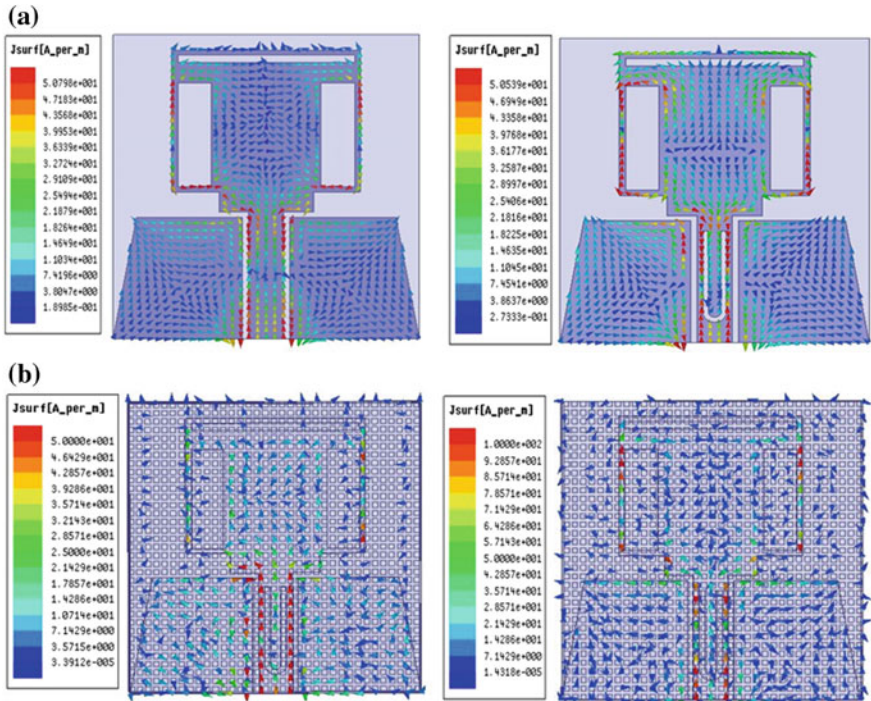 (a)
Jsurf[A_per_m]
5.0798e+001
4.7183e+001
4.3568e+001
3.9953e+001
3.6339e+001
3.2724e+001
2.9109e+001
2.5494e+001
2.1879e+001
1.8264e+001
1.4649e+001
1.1034e+001
7.4196e+000
3.8047e+000
1.8985e-001
Jsurf[A_per_m]
5.0539e+001
4.6949e+001
4.3358e+001
3.9768e+001
3.6177e+001
3.2587e+001
2.8997e+001
2.5406e+001
2.1816e+001
1.8225e+001
1.4635e+001
1.1045e+001
7.4541e+000
3.8637e+000
2.7333e-001
(b)
Jsurf[A_per_m]
5.0000e+001
4.6429e+001
4.2857e+001
3.9286e+001
3.5714e+001
3.2143e+001
2.8571e+001
2.5000e+001
2.1429e+001
1.7857e+001
1.4286e+001
1.0714e+001
7.1429e+000
3.5715e+000
3.3912e-005
Jsurf[A_per_m]
1.0000e+002
9.2857e+001
8.5714e+001
7.8571e+001
7.1429e+001
6.4286e+001
5.7143e+001
5.0000e+001
4.2857e+001
3.5714e+001
2.8571e+001
2.1429e+001
1.4286e+001
7.1429e+000
1.4318e-005